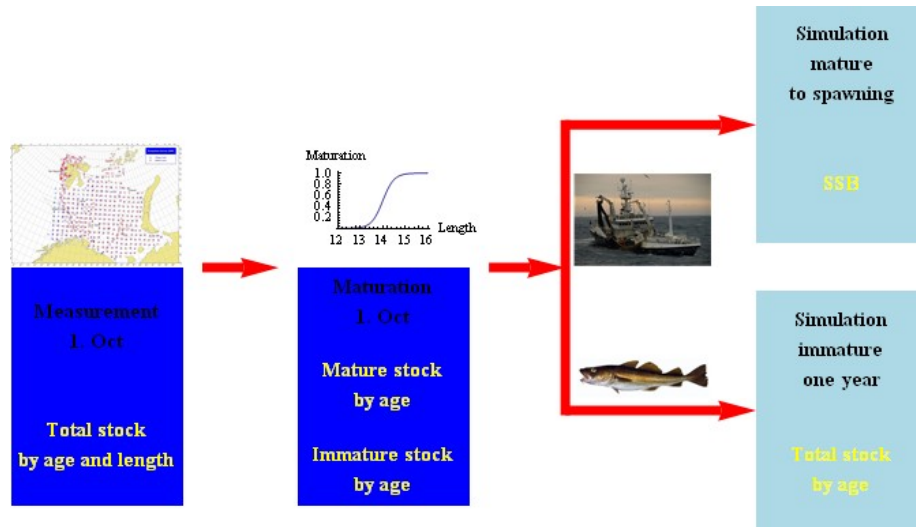 Measurement
1. Oct
Total stock
by age and length
Maturation
1.0
0.8
0.6
0.4
0.2
12 13 14 15 16
Length
Maturation
1. Oct
Mature stock
by age
Immature stock
by age
Simulation
mature
to spawning
SSB
Simulation
immature
one year
Total stock
by age